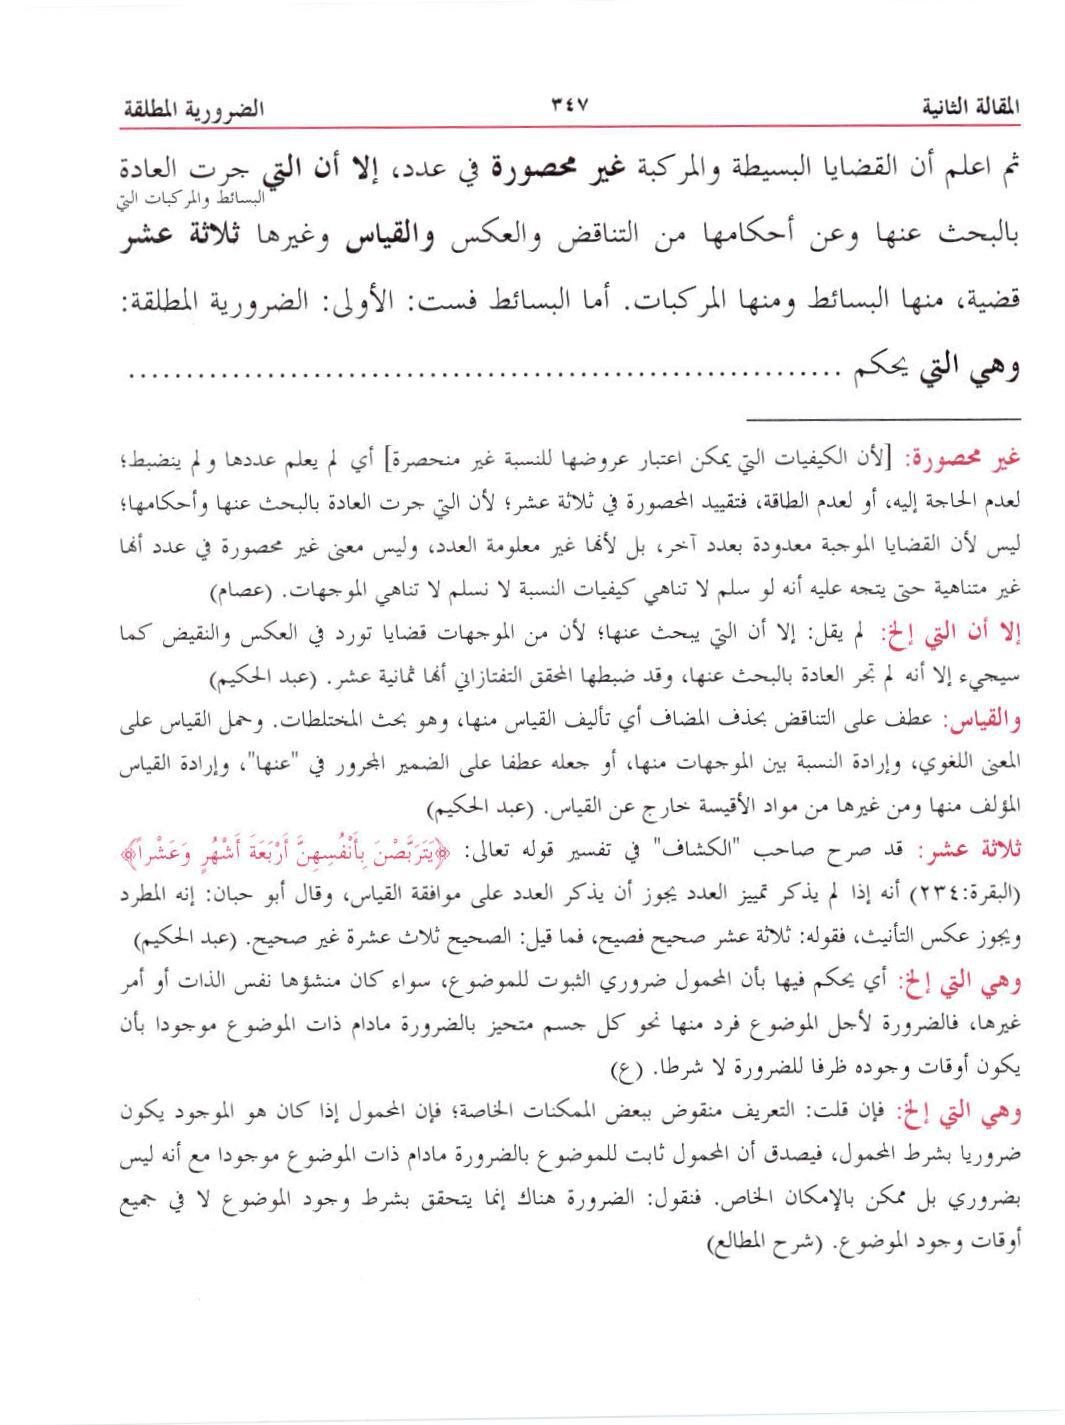 المقالة الثانية ٣٤٧ الضرورية المطلقة
ثم اعلم أن القضايا البسيطة والمركبة غير محصورة في عدد، إلا أن التي جرت العادة
البسائط والمركبات التي
بالبحث عنها وعن أحكامها من التناقض والعكس والقياس وغيرها ثلاثة عشر
قضية، منها البسائط ومنها المركبات. أما البسائط فست: الأولى: الضرورية المطلقة:
وهي التي يحكم ..............................................................
غير محصورة: [لأن الكيفيات التي يمكن اعتبار عروضها للنسبة غير منحصرة] أي لم يعلم عددها ولم ينضبط؛
لعدم الحاجة إليه، أو لعدم الطاقة، فتقييد المحصورة في ثلاثة عشر؛ لأن التي جرت العادة بالبحث عنها وأحكامها؛
ليس لأن القضايا الموجبة معدودة بعدد آخر، بل لأنها غير معلومة العدد، وليس معنى غير محصورة في عدد أنها
غير متناهية حتى يتجه عليه أنه لو سلم لا تناهي كيفيات النسبة لا نسلم لا تناهي الموجهات. (عصام)
إلا أن التي إلخ: لم يقل: إلا أن التي يبحث عنها؛ لأن من الموجهات قضايا تورد في العكس والنقيض كما
سيجيء إلا أنه لم تجر العادة بالبحث عنها، وقد ضبطها المحقق التفتازاني أنها ثمانية عشر. (عبد الحكيم)
والقياس: عطف على التناقض بحذف المضاف أي تأليف القياس منها، وهو بحث المختلطات. وحمل القياس على
المعنى اللغوي، وإرادة النسبة بين الموجهات منها، أو جعله عطفا على الضمير المجرور في "عنها"، وإرادة القياس
المؤلف منها ومن غيرها من مواد الأقيسة خارج عن القياس. (عبد الحكيم)
ثلاثة عشر: قد صرح صاحب "الكشاف" في تفسير قوله تعالى: ﴿يَتَرَبَّصْنَ بِأَنْفُسِهِنَّ أَرْبَعَةَ أَشْهُرٍ وَعَشْراً﴾
(البقرة:٢٣٤) أنه إذا لم يذكر تمييز العدد يجوز أن يذكر العدد على موافقة القياس، وقال أبو حبان: إنه المطرد
ويجوز عكس التأنيث، فقوله: ثلاثة عشر صحيح فصيح، فما قيل: الصحيح ثلاث عشرة غير صحيح. (عبد الحكيم)
وهي التي إلخ: أي يحكم فيها بأن المحمول ضروري الثبوت للموضوع، سواء كان منشؤها نفس الذات أو أمر
غيرها، فالضرورة لأجل الموضوع فرد منها نحو كل جسم متحيز بالضرورة مادام ذات الموضوع موجودا بأن
يكون أوقات وجوده ظرفا للضرورة لا شرطا. (ع)
وهي التي إلخ: فإن قلت: التعريف منقوض ببعض الممكنات الخاصة؛ فإن المحمول إذا كان هو الموجود يكون
ضروريا بشرط المحمول، فيصدق أن المحمول ثابت للموضوع بالضرورة مادام ذات الموضوع موجودا مع أنه ليس
بضروري بل ممكن بالإمكان الخاص. فنقول: الضرورة هناك إنما يتحقق بشرط وجود الموضوع لا في جميع
أوقات وجود الموضوع. (شرح المطالع)